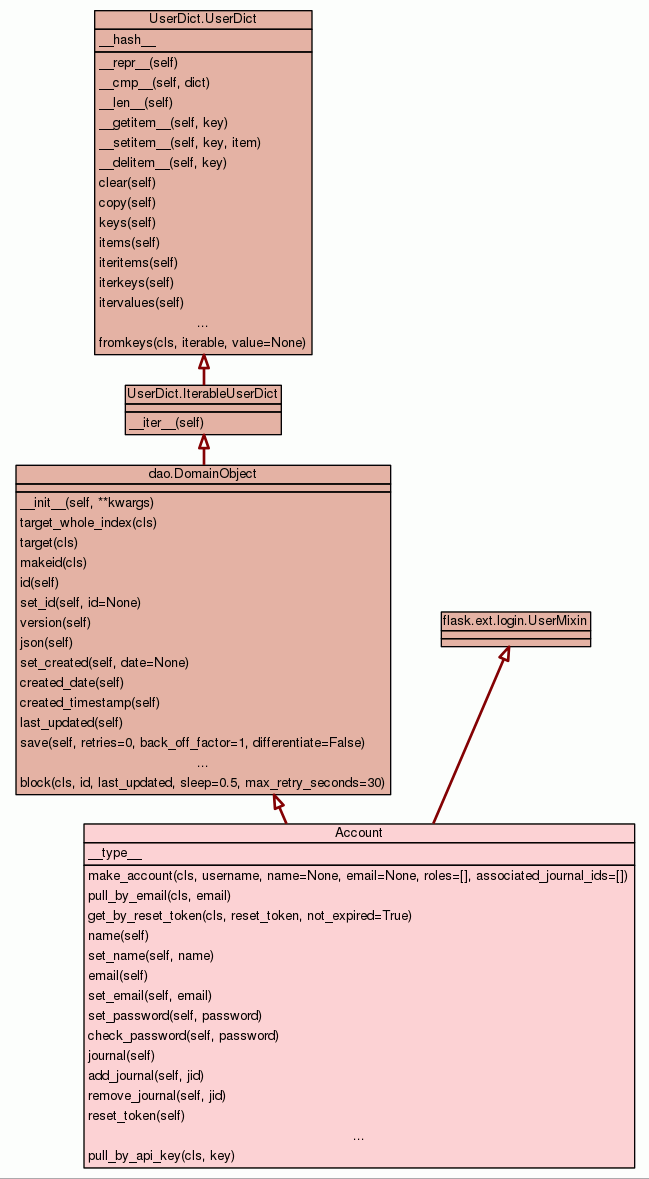 UserDict.UserDict
__hash__
__repr__(self)
__cmp__(self, dict)
__len__(self)
__getitem__(self, key)
__setitem__(self, key, item)
__delitem__(self, key)
clear(self)
copy(self)
keys(self)
items(self)
iteritems(self)
iterkeys(self)
itervalues(self)
...
fromkeys(cls, iterable, value=None)
UserDict.IterableUserDict
__iter__(self)
dao.DomainObject
__init__(self, **kwargs)
target_whole_index(cls)
target(cls)
makeid(cls)
id(self)
set_id(self, id=None)
version(self)
json(self)
set_created(self, date=None)
created_date(self)
created_timestamp(self)
last_updated(self)
save(self, retries=0, back_off_factor=1, differentiate=False)
...
block(cls, id, last_updated, sleep=0.5, max_retry_seconds=30)
flask.ext.login.UserMixin
Account
__type__
make_account(cls, username, name=None, email=None, roles=[], associated_journal_ids=[])
pull_by_email(cls, email)
get_by_reset_token(cls, reset_token, not_expired=True)
name(self)
set_name(self, name)
email(self)
set_email(self, email)
set_password(self, password)
check_password(self, password)
journal(self)
add_journal(self, jid)
remove_journal(self, jid)
reset_token(self)
...
pull_by_api_key(cls, key)